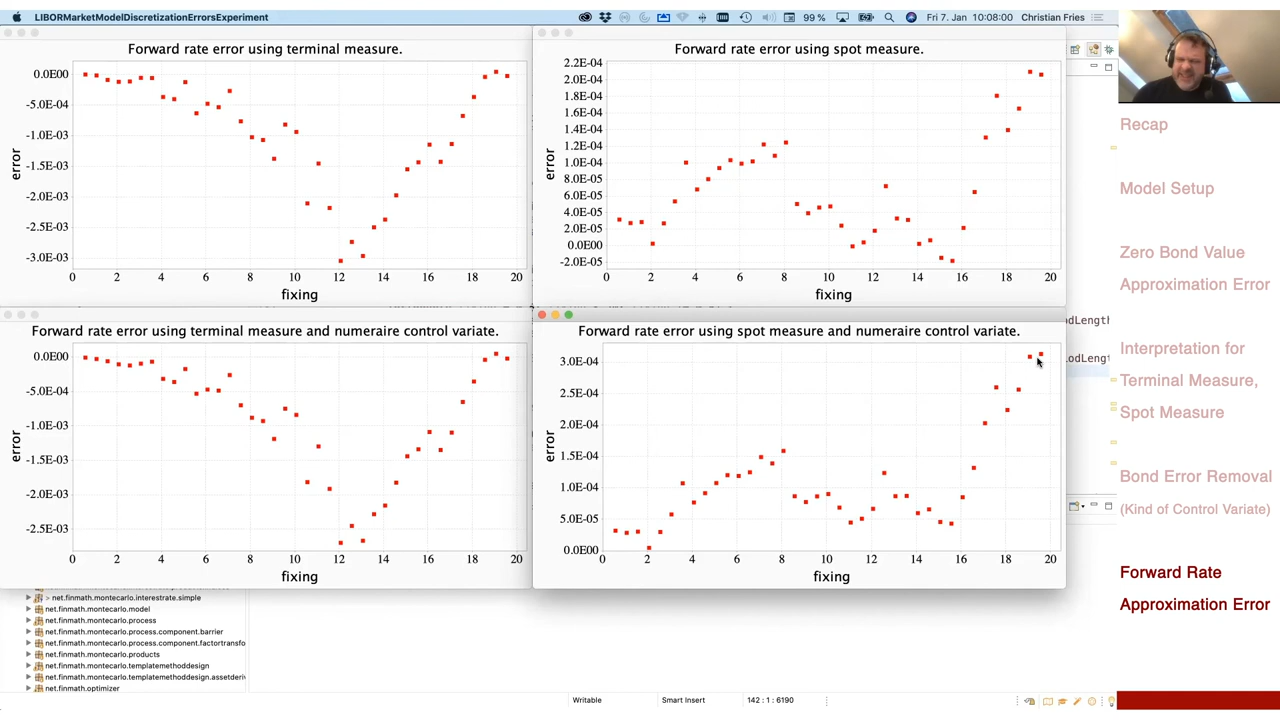 LIBORMarketModelDiscretizationErrorsExperiment
99 %
Fri 7. Jan 10:08:00
Christian Fries
Forward rate error using terminal measure.
error
0.0E00
-5.0E-04
-1.0E-03
-1.5E-03
-2.0E-03
-2.5E-03
-3.0E-03
0 2 4 6 8 10 12 14 16 18 20
fixing
Forward rate error using spot measure.
error
2.2E-04
2.0E-04
1.8E-04
1.6E-04
1.4E-04
1.2E-04
1.0E-04
8.0E-05
6.0E-05
4.0E-05
2.0E-05
0.0E00
-2.0E-05
0 2 4 6 8 10 12 14 16 18 20
fixing
Forward rate error using terminal measure and numeraire control variate.
error
0.0E00
-5.0E-04
-1.0E-03
-1.5E-03
-2.0E-03
-2.5E-03
0 2 4 6 8 10 12 14 16 18 20
fixing
Forward rate error using spot measure and numeraire control variate.
error
3.0E-04
2.5E-04
2.0E-04
1.5E-04
1.0E-04
5.0E-05
0.0E00
0 2 4 6 8 10 12 14 16 18 20
fixing
odLength
odLength
> net.finmath.montecarlo.interestrate.simple
net.finmath.montecarlo.model
net.finmath.montecarlo.process
net.finmath.montecarlo.process.component.barrier
net.finmath.montecarlo.process.component.factortransfo
net.finmath.montecarlo.products
net.finmath.montecarlo.templatemethoddesign
net.finmath.montecarlo.templatemethoddesign.assetderiv
net.finmath.optimizer
Writable
Smart Insert
142 : 1 : 6190
Recap
Model Setup
Zero Bond Value
Approximation Error
Interpretation for
Terminal Measure,
Spot Measure
Bond Error Removal
(Kind of Control Variate)
Forward Rate
Approximation Error